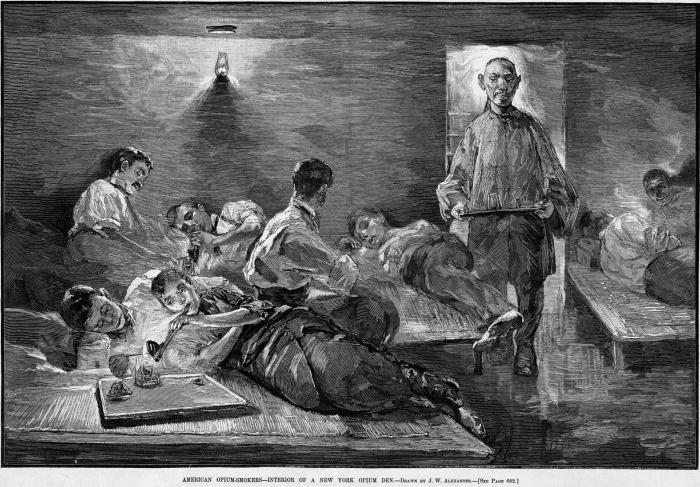 AMERICAN OPIUM-SMOKERS—INTERIOR OF A NEW YORK OPIUM DEN.—Drawn by J. W. Alexander.—[See Page 682.]